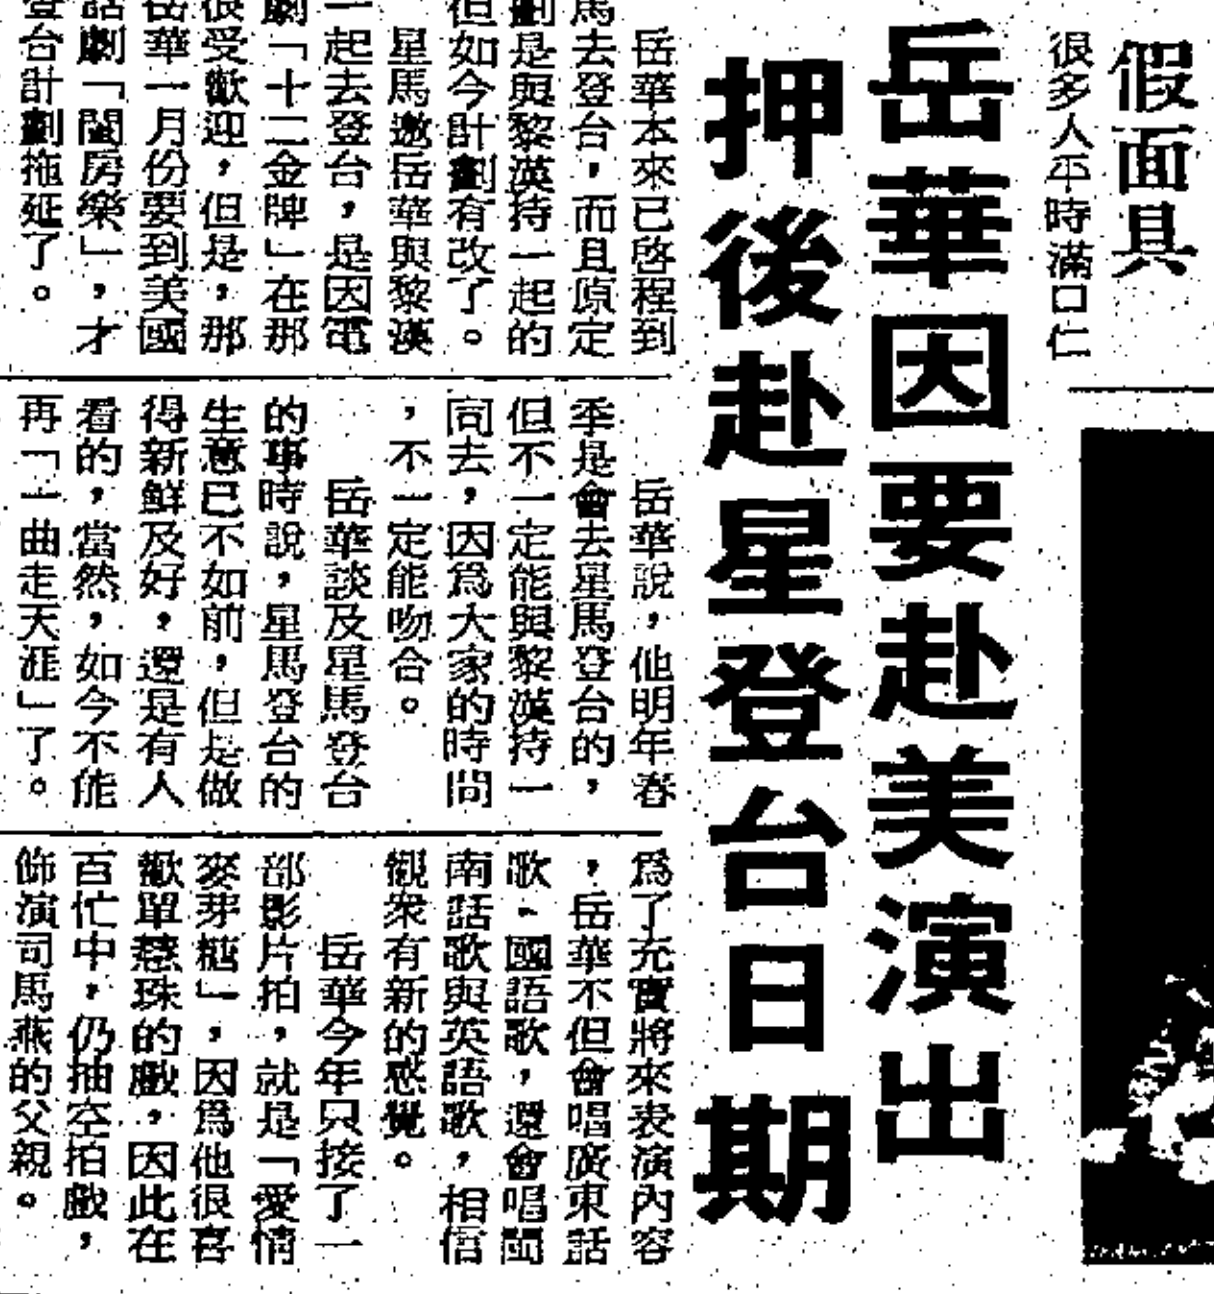 假面具
很多人平時滿口仁
岳華因要赴美演出
押後赴星登台日期
岳華本來已啓程到
馬去登台，而且原定
劃是與黎漢持一起的
但如今計劃有改了。
星馬邀岳華與黎漢
一起去登台，是因電
劇「十二金牌」在那
很受歡迎，但是，那
岳華一月份要到美國
話劇「閨房樂」，才
登台計劃拖延了。
岳華說，他明年春
季是會去星馬登台的，
但不一定能與黎漢持一
同去，因爲大家的時間
，不一定能吻合。
岳華談及星馬登台
的事時說，星馬登台的
生意已不如前，但是做
得新鮮及好，還是有人
看的，當然，如今不能
再「一曲走天涯」了。
爲了充實將來表演內容
，岳華不但會唱廣東話
歌、國語歌，還會唱閩
南話歌與英語歌，相信
觀衆有新的感覺。
岳華今年只接了一
部影片拍，就是「愛情
麥芽糖」，因爲他很喜
歡單慧珠的戲，因此在
百忙中，仍抽空拍戲，
飾演司馬燕的父親。